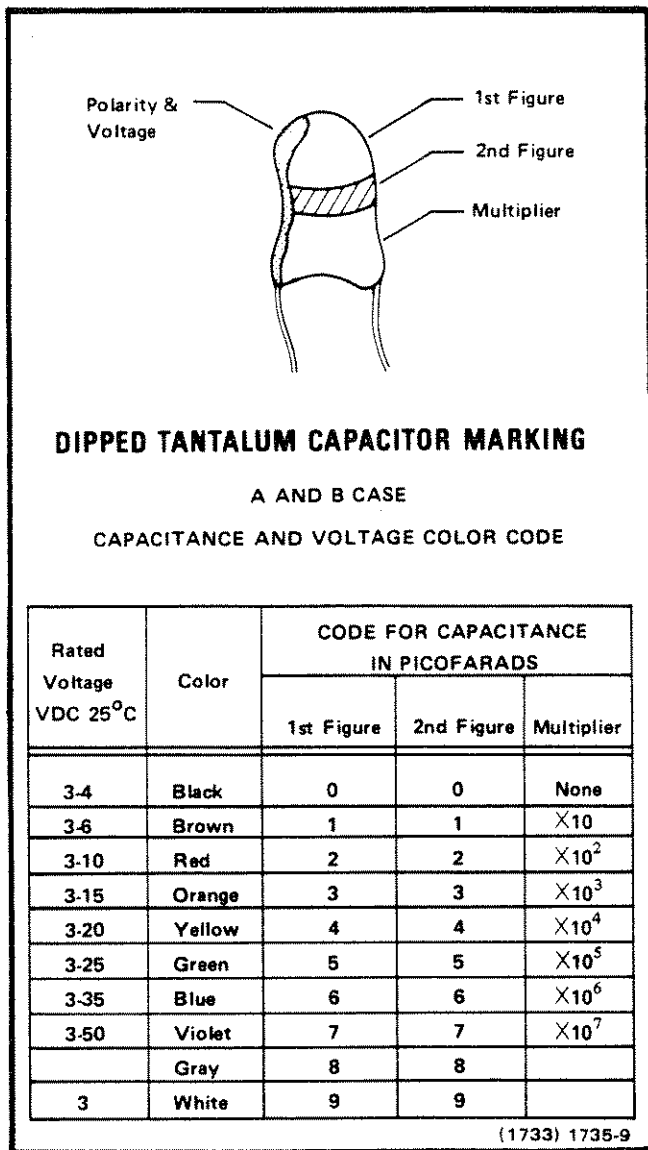 Polarity & Voltage
1st Figure
2nd Figure
Multiplier
DIPPED TANTALUM CAPACITOR MARKING
A AND B CASE
CAPACITANCE AND VOLTAGE COLOR CODE
Rated Voltage VDC 25°C
Color
CODE FOR CAPACITANCE IN PICOFARADS
1st Figure 2nd Figure Multiplier
3-4 Black 0 0 None
3-6 Brown 1 1 X10
3-10 Red 2 2 X10²
3-15 Orange 3 3 X10³
3-20 Yellow 4 4 X10⁴
3-25 Green 5 5 X10⁵
3-35 Blue 6 6 X10⁶
3-50 Violet 7 7 X10⁷
Gray 8 8
3 White 9 9
(1733) 1735-9